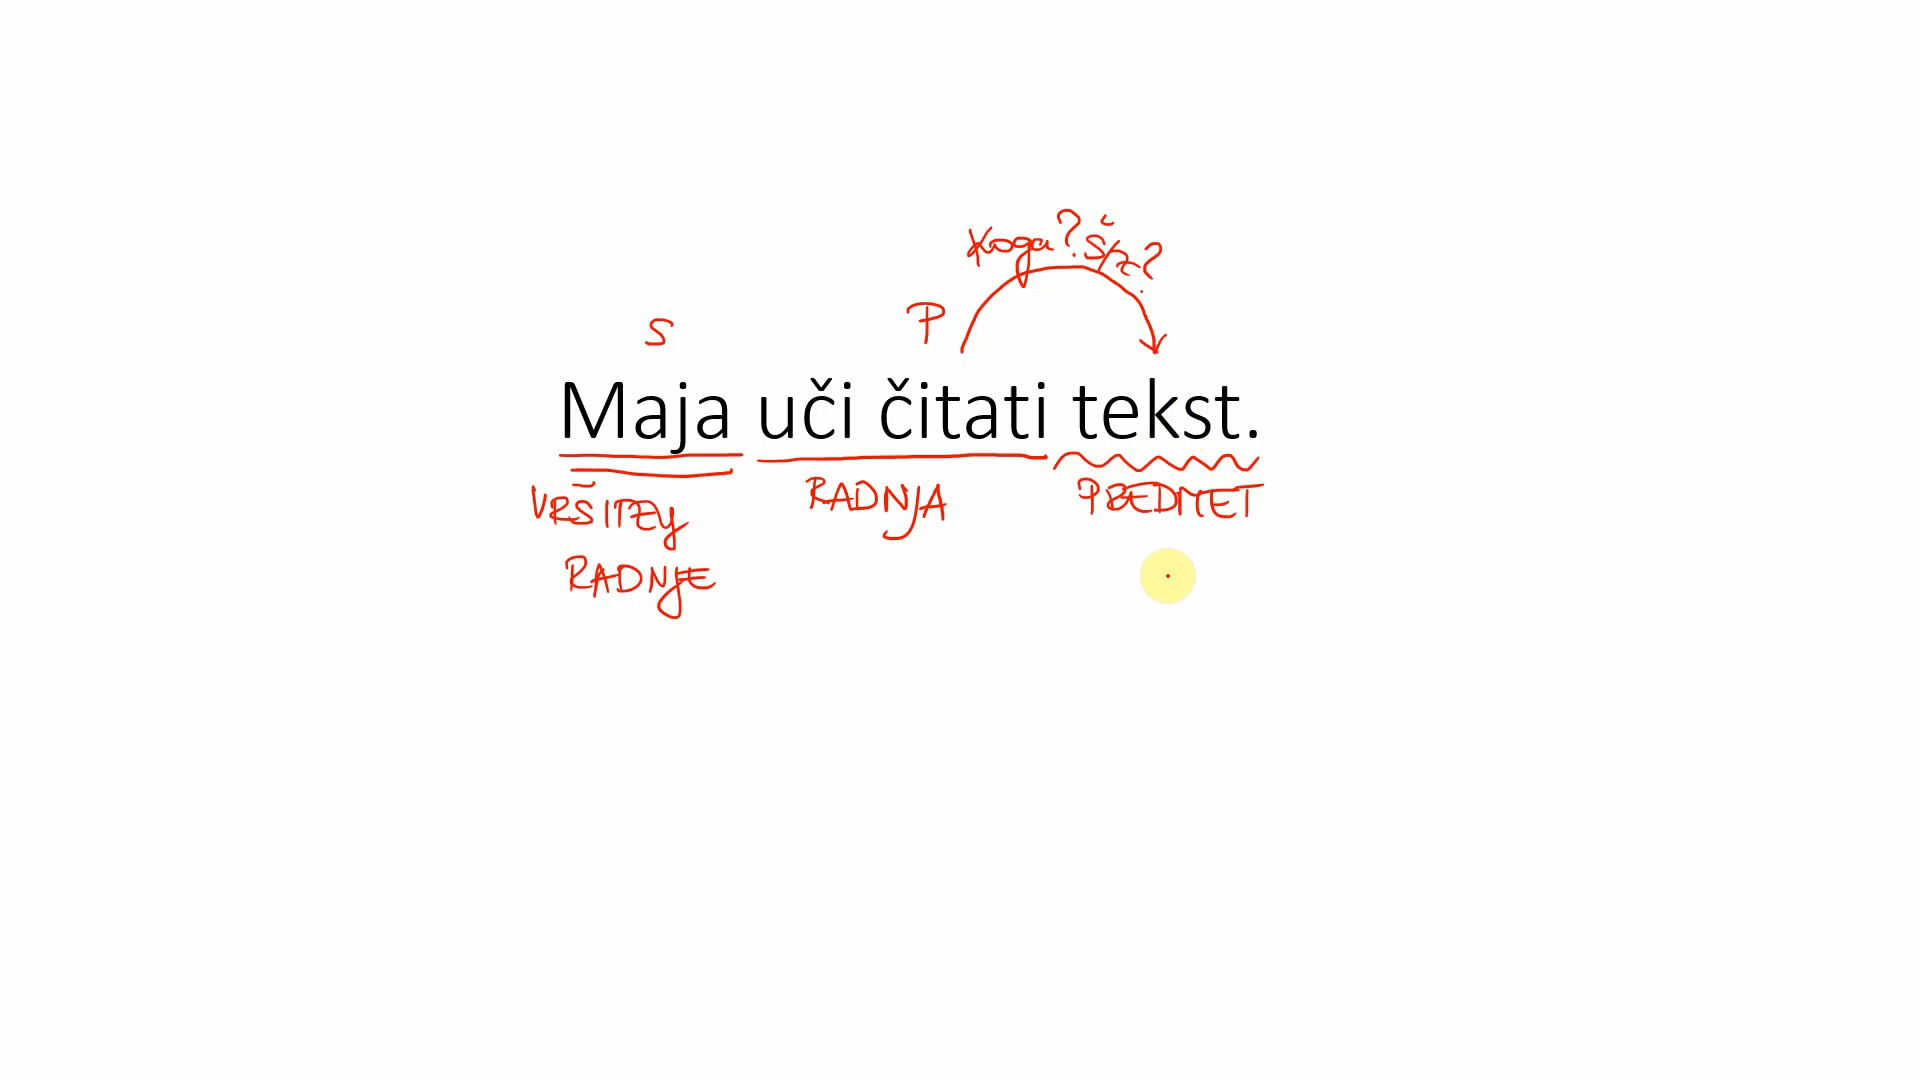 Koga? Što?
S P
Maja uči čitati tekst.
VRŠITELJ RADNJA PREDMET
RADNJE